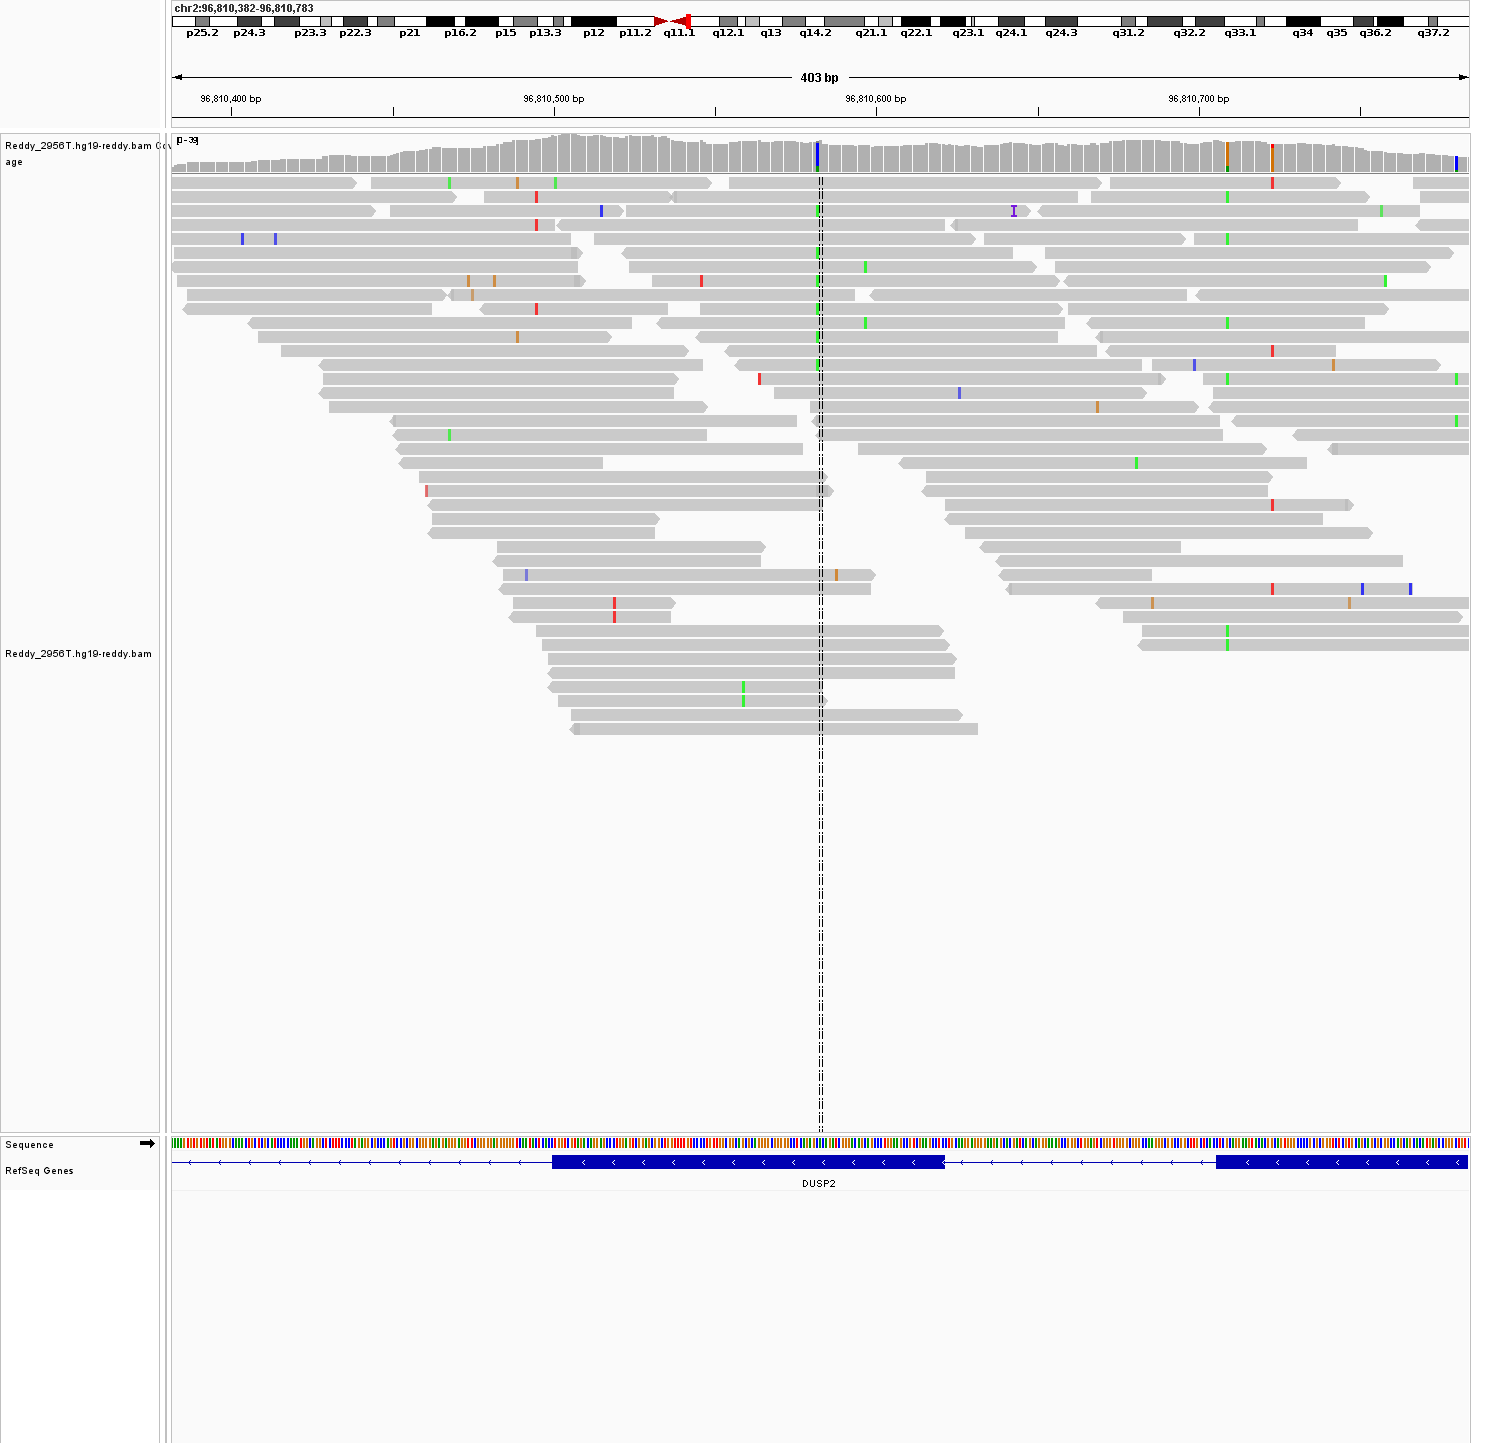 chr2:96,810,382-96,810,783
p25.2 p24.3 p23.3 p22.3 p21 p16.2 p15 p13.3 p12 p11.2 q11.1 q12.1 q13 q14.2 q21.1 q22.1 q23.1 q24.1 q24.3 q31.2 q32.2 q33.1 q34 q35 q36.2 q37.2
403 bp
96,810,400 bp 96,810,500 bp 96,810,600 bp 96,810,700 bp
[0-39]
Reddy_2956T.hg19-reddy.bam Cov
age
Reddy_2956T.hg19-reddy.bam
Sequence
RefSeq Genes
DUSP2